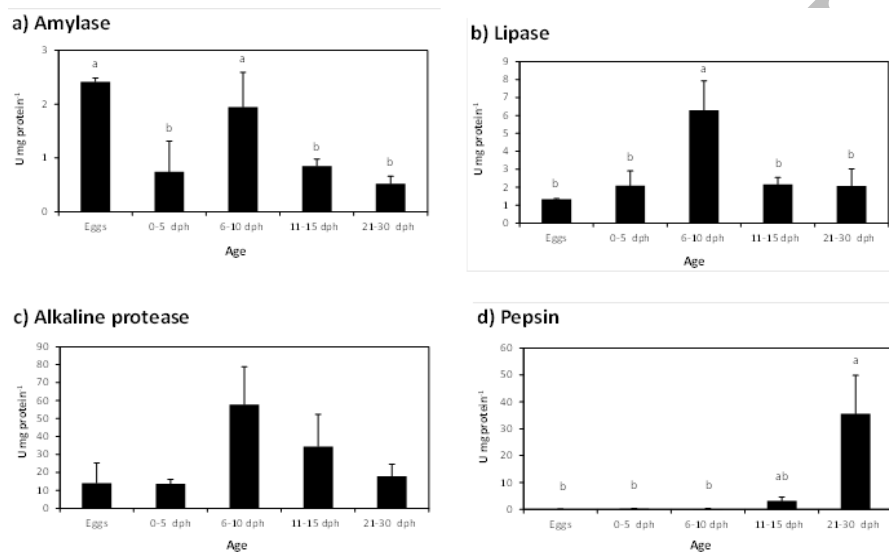 a) Amylase
3
2
1
0
U mg protein-1
a
b
a
b
b
Eggs 0-5 dph 6-10 dph 11-15 dph 21-30 dph
Age
b) Lipase
9
8
7
6
5
4
3
2
1
0
U mg protein-1
b
b
a
b
b
Eggs 0-5 dph 6-10 dph 11-15 dph 21-30 dph
Age
c) Alkaline protease
90
80
70
60
50
40
30
20
10
0
U mg protein-1
Eggs 0-5 dph 6-10 dph 11-15 dph 21-30 dph
Age
d) Pepsin
60
50
40
30
20
10
0
U mg protein-1
b
b
b
ab
a
Eggs 0-5 dph 6-10 dph 11-15 dph 21-30 dph
Age